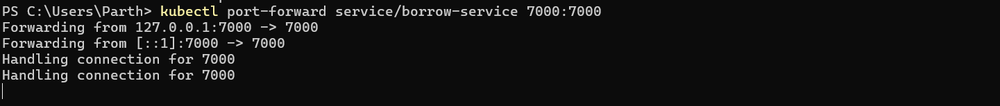 PS C:\Users\Parth> kubectl port-forward service/borrow-service 7000:7000
Forwarding from 127.0.0.1:7000 -> 7000
Forwarding from [::1]:7000 -> 7000
Handling connection for 7000
Handling connection for 7000